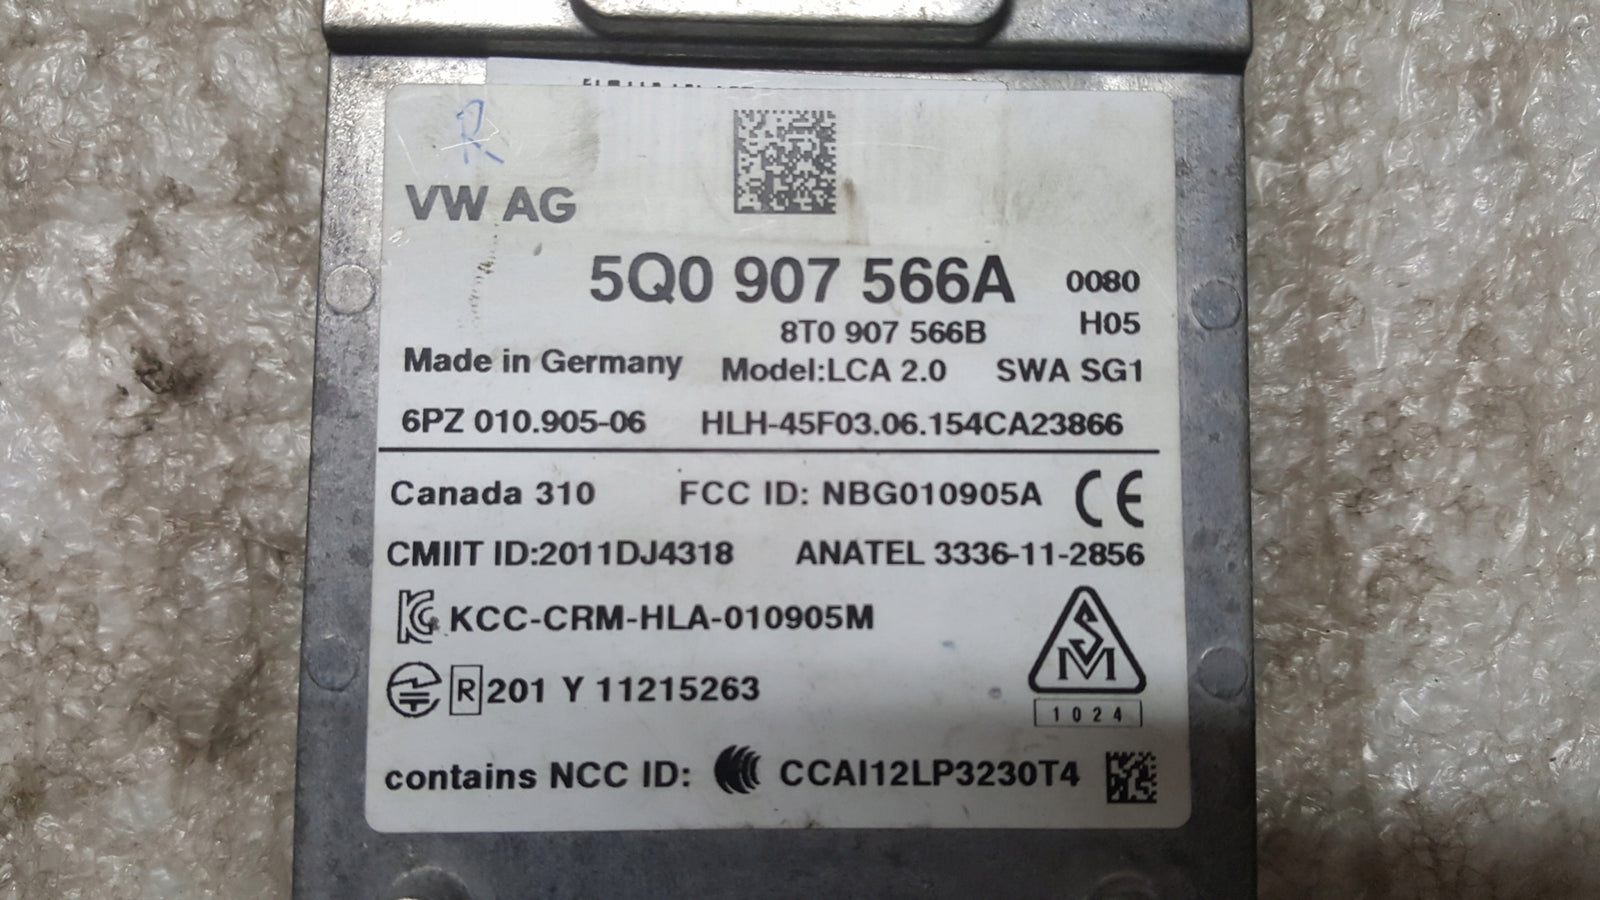 R
VW AG
5Q0 907 566A 0080
8T0 907 566B H05
Made in Germany Model:LCA 2.0 SWA SG1
6PZ 010.905-06 HLH-45F03.06.154CA23866
Canada 310 FCC ID: NBG010905A CE
CMIIT ID:2011DJ4318 ANATEL 3336-11-2856
KC KCC-CRM-HLA-010905M
SM
R 201 Y 11215263
1024
contains NCC ID: CCAI12LP3230T4